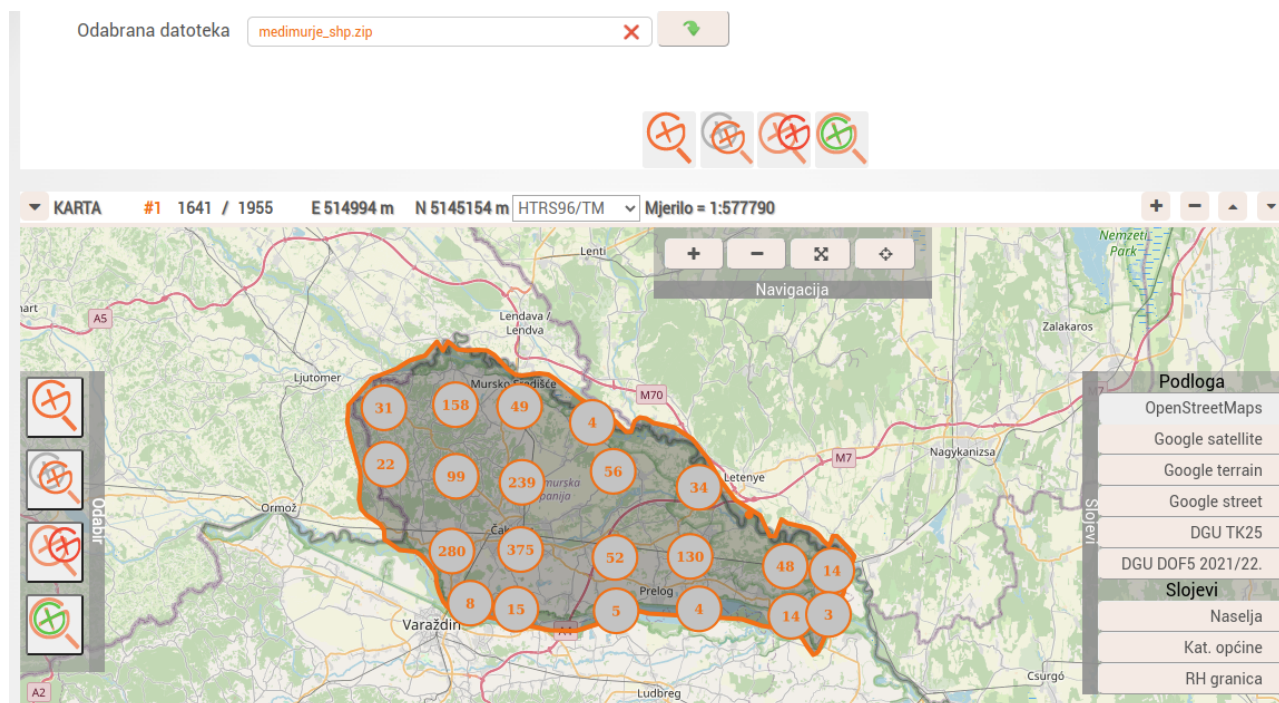 Odabrana datoteka medimurje_shp.zip
KARTA #1 1641 / 1955 E 514994 m N 5145154 m HTRS96/TM Mjerilo = 1:577790
Navigacija
Nemzeti
Park
Lenti
A5
Lendava /
Lendva
Zalakaros
Ljutomer
Mursko Središće
M70
M7
31
158
49
4
Podloga
OpenStreetMaps
Google satellite
Google terrain
Google street
DGU TK25
DGU DOF5 2021/22.
Slojevi
Naselja
Kat. općine
RH granica
Slojevi
Odabir
M7
Nagykanizsa
22
99
239
56
34
Letenye
Ormož
280
375
52
130
48
14
Prelog
8
15
5
4
14
3
Varaždin
Ludbreg
Csurgó
A2